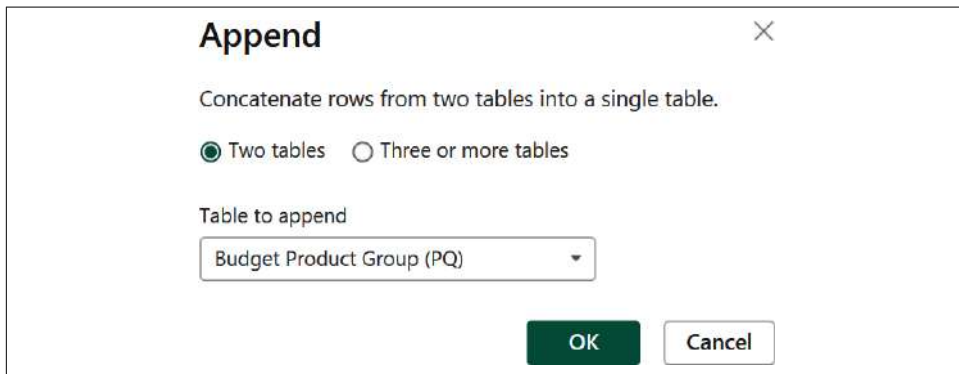 Append
Concatenate rows from two tables into a single table.
Two tables Three or more tables
Table to append
Budget Product Group (PQ)
OK Cancel